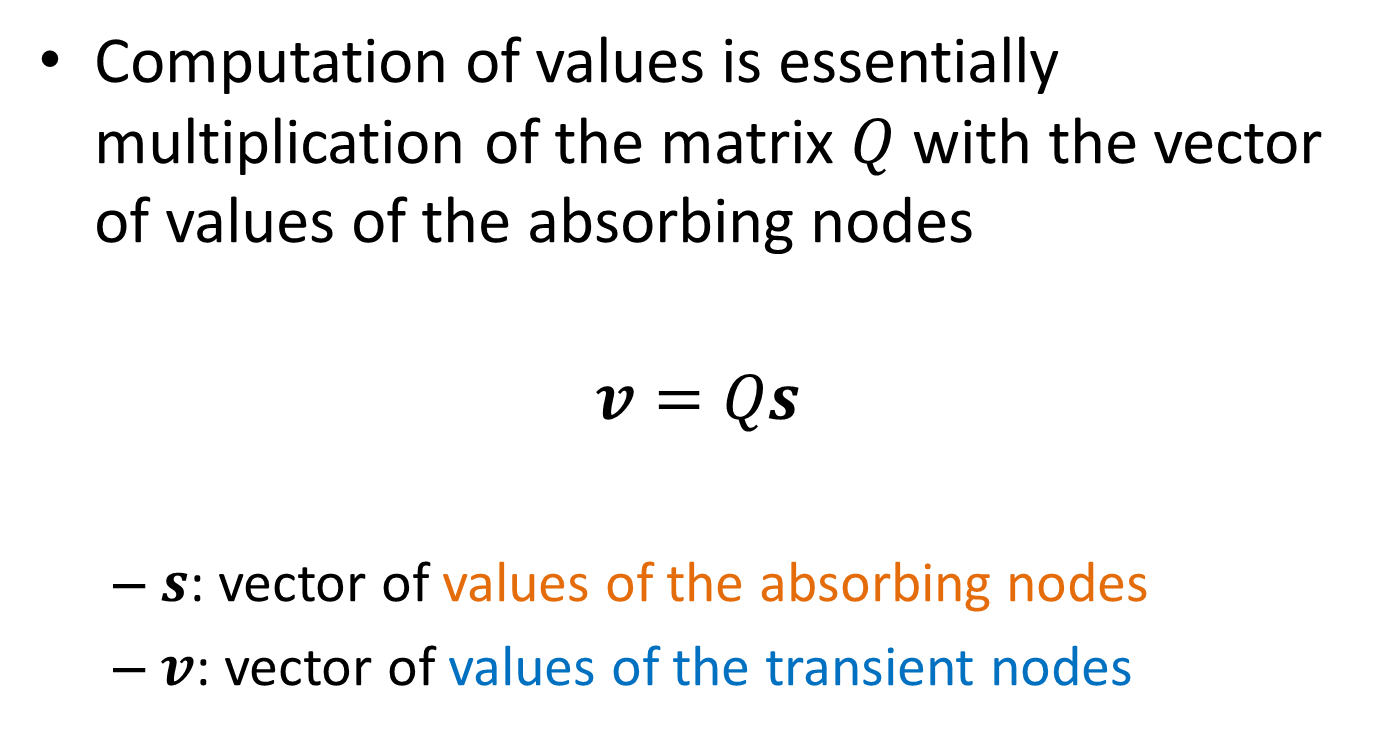 • Computation of values is essentially
multiplication of the matrix Q with the vector
of values of the absorbing nodes
v = Qs
– s: vector of values of the absorbing nodes
– v: vector of values of the transient nodes